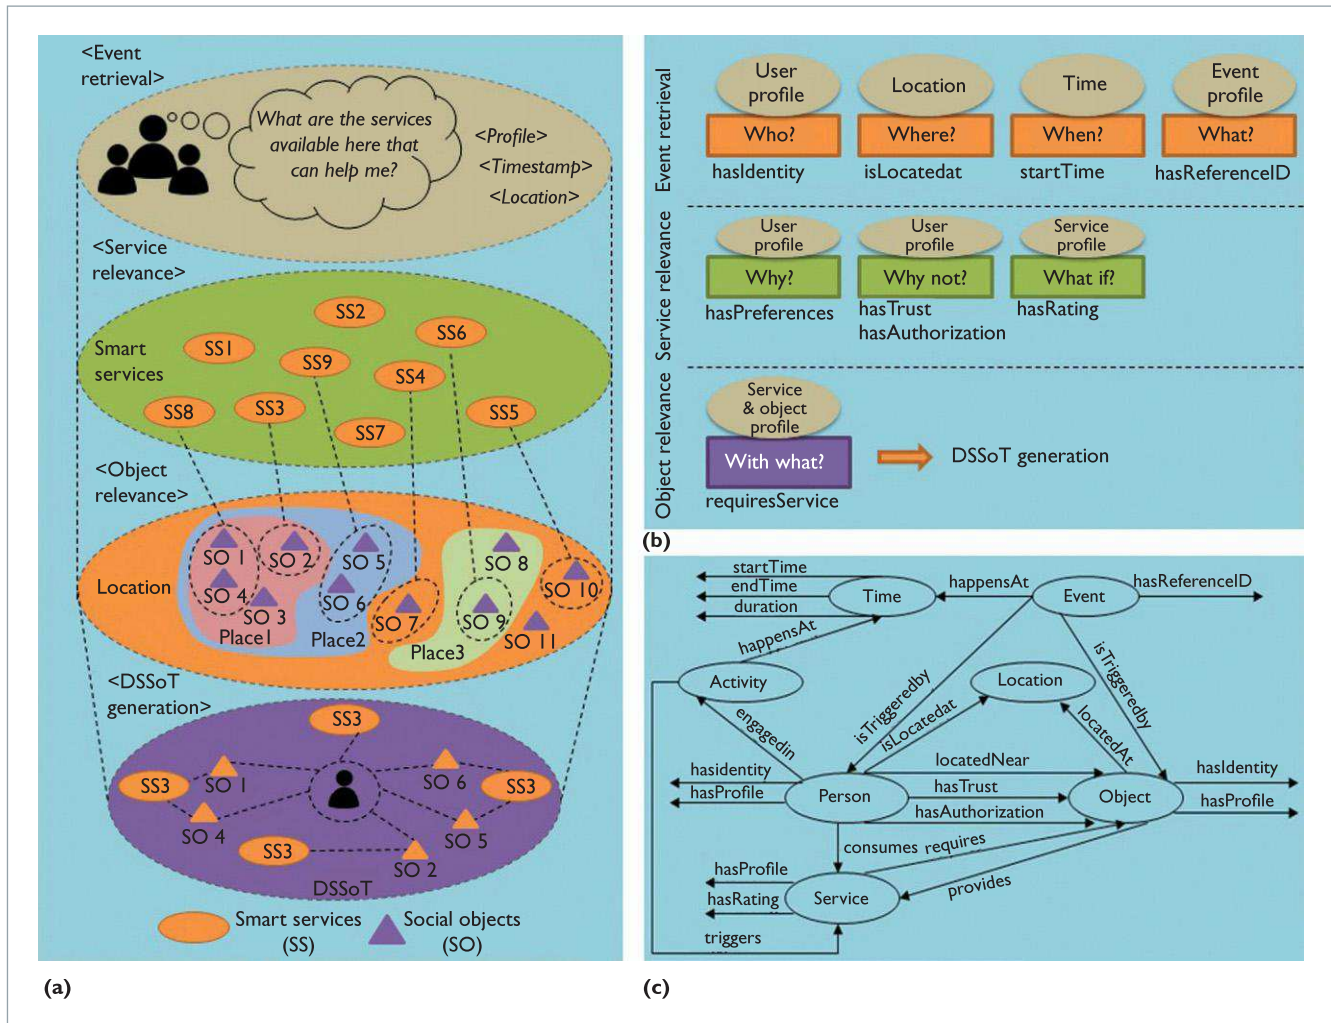 <Event
retrieval>
What are the services
available here that
can help me?
<Profile>
<Timestamp>
<Location>
<Service
relevance>
Smart
services
SS1
SS2
SS6
SS9
SS4
SS8
SS3
SS7
SS5
<Object
relevance>
Location
SO 1
SO 2
SO 5
SO 8
SO 4
SO 3
SO 6
SO 7
SO 9
SO 10
SO 11
Place1
Place2
Place3
<DSSoT
generation>
SS3
SS3
SO 1
SO 6
SS3
SO 4
SO 5
SS3
SO 2
DSSoT
Smart services
(SS)
Social objects
(SO)
(a)
Event retrieval
User
profile
Who?
hasIdentity
Location
Where?
isLocatedat
Time
When?
startTime
Event
profile
What?
hasReferenceID
Service relevance
User
profile
Why?
hasPreferences
User
profile
Why not?
hasTrust
hasAuthorization
Service
profile
What if?
hasRating
Object relevance
Service
& object
profile
With what?
requiresService
DSSoT generation
(b)
startTime
endTime
duration
Time
happensAt
Event
hasReferenceID
happensAt
Activity
Location
isTriggeredby
isTriggeredby
engagedin
isLocatedat
locatedAt
hasIdentity
hasProfile
Person
locatedNear
hasTrust
hasAuthorization
Object
hasIdentity
hasProfile
consumes
requires
provides
hasProfile
hasRating
Service
triggers
(c)